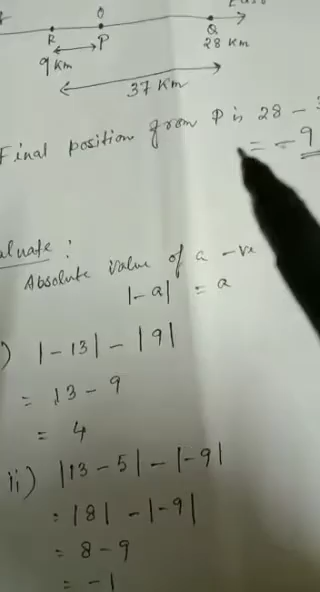 O
R P Q
28 Km
9 Km
37 Km
Final position from P is 28 -
= - 9
:
Absolute value of a -ve
|- a| = a
) |- 13| - |9|
= 13 - 9
= 4
ii) |13 - 5| - |- 9|
= |8| - |- 9|
= 8 - 9
= - 1